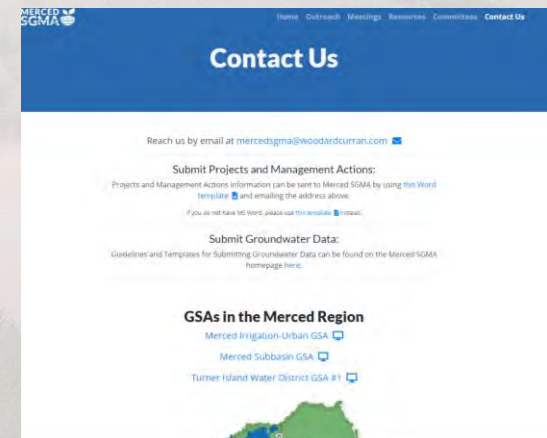 MERCED
SGMA
Home Outreach Meetings Resources Committees Contact Us
Contact Us
Reach us by email at mercedsgma@woodardcurran.com
Submit Projects and Management Actions:
Projects and Management Actions information can be sent to Merced SGMA by using this Word
template and emailing the address above.
If you do not have MS Word, please use this template instead.
Submit Groundwater Data:
Guidelines and Templates for Submitting Groundwater Data can be found on the Merced SGMA
homepage here.
GSAs in the Merced Region
Merced Irrigation-Urban GSA
Merced Subbasin GSA
Turner Island Water District GSA #1